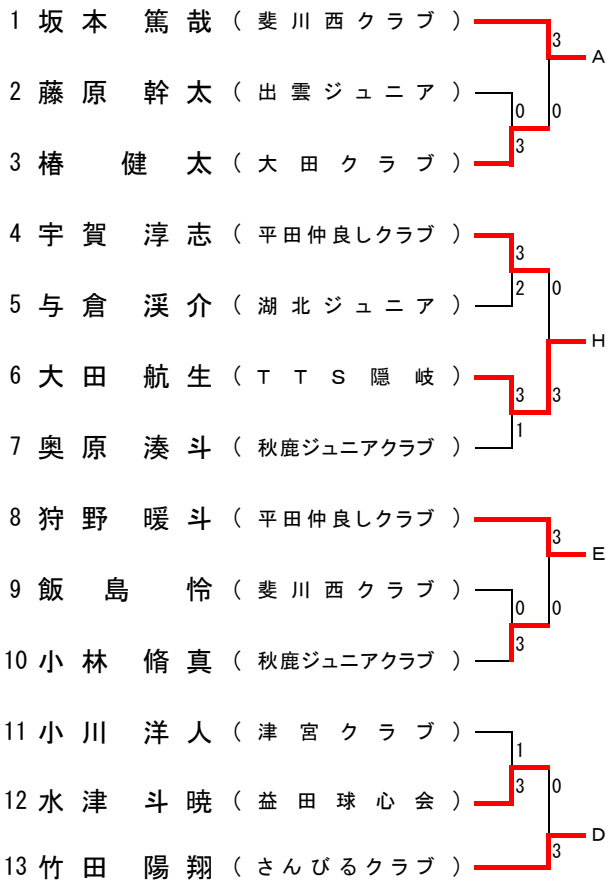 1 坂本 篤哉 ( 斐川西クラブ )
3
A
2 藤原 幹太 ( 出雲ジュニア )
0 0
3
3 椿 健太 ( 大田クラブ )
4 宇賀 淳志 ( 平田仲良しクラブ )
3
2 0
5 与倉 渓介 ( 湖北ジュニア )
H
6 大田 航生 ( TTS隠岐 )
3 3
1
7 奥原 湊斗 ( 秋鹿ジュニアクラブ )
8 狩野 暖斗 ( 平田仲良しクラブ )
3
E
9 飯島 怜 ( 斐川西クラブ )
0 0
3
10 小林 脩真 ( 秋鹿ジュニアクラブ )
11 小川 洋人 ( 津宮クラブ )
1
3 0
12 水津 斗暁 ( 益田球心会 )
D
3
13 竹田 陽翔 ( さんびるクラブ )